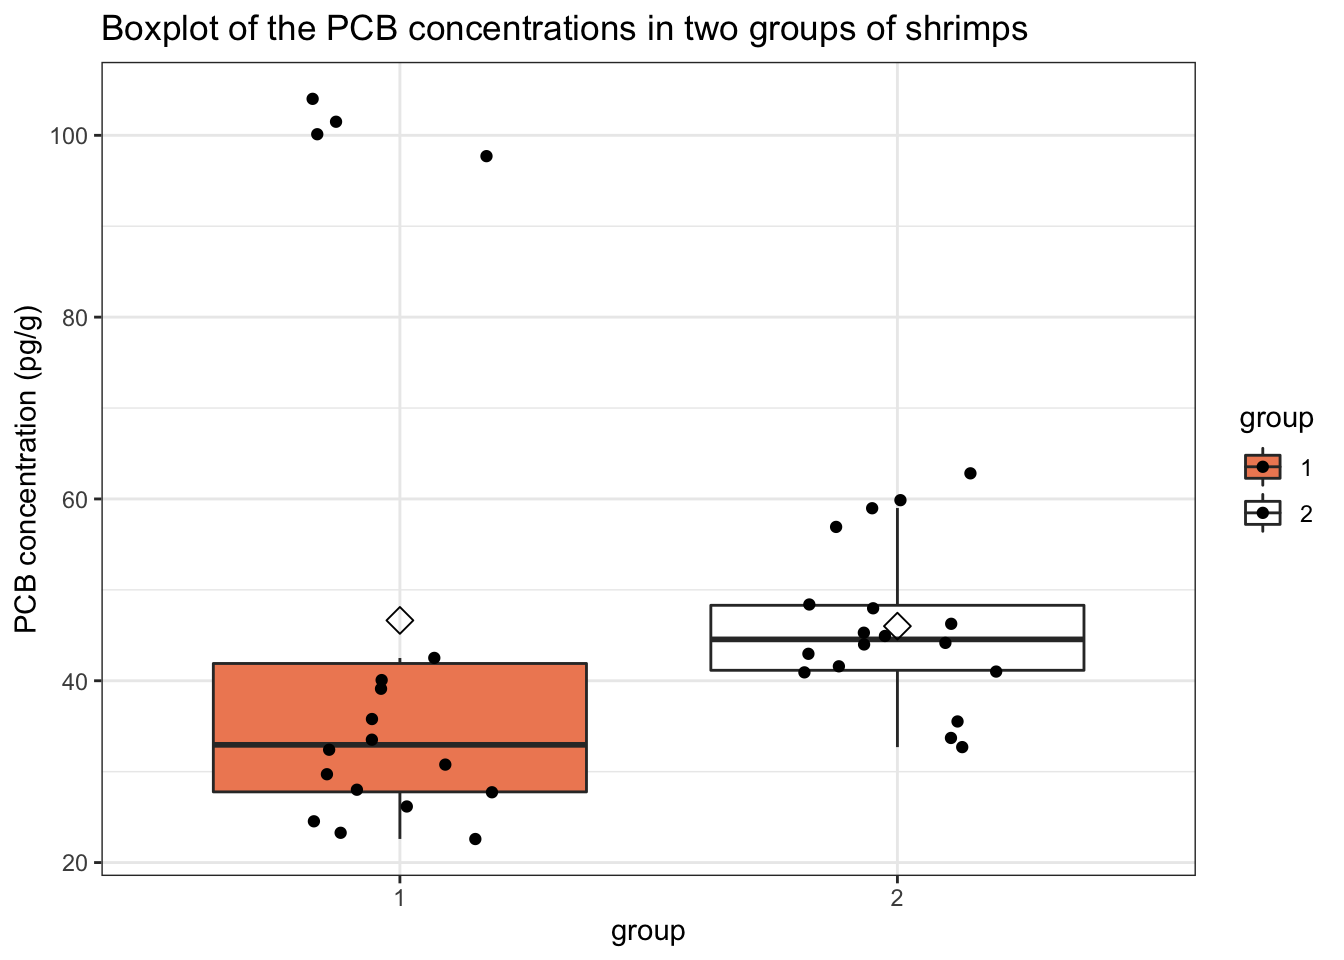 Boxplot of the PCB concentrations in two groups of shrimps
PCB concentration (pg/g)
100
80
60
40
20
1
2
group
group
1
2